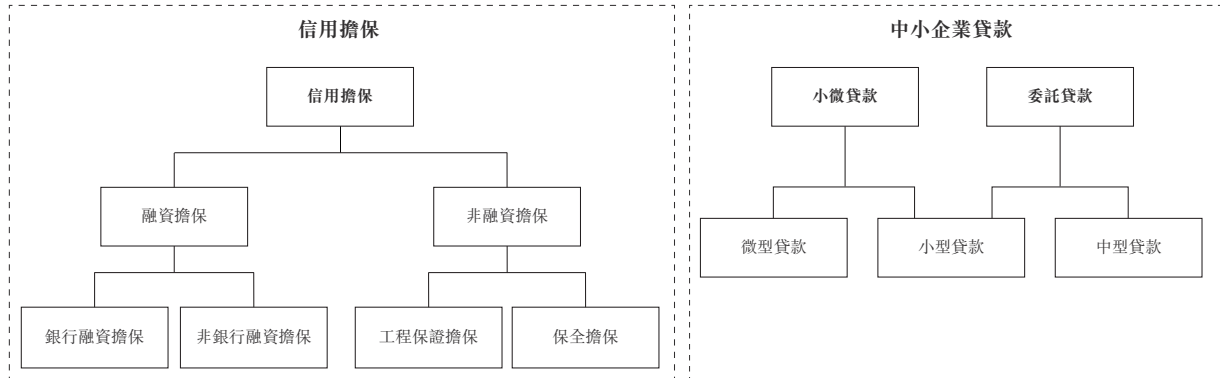 信用擔保
中小企業貸款
信用擔保
小微貸款
委託貸款
融資擔保
非融資擔保
微型貸款
小型貸款
中型貸款
銀行融資擔保
非銀行融資擔保
工程保證擔保
保全擔保